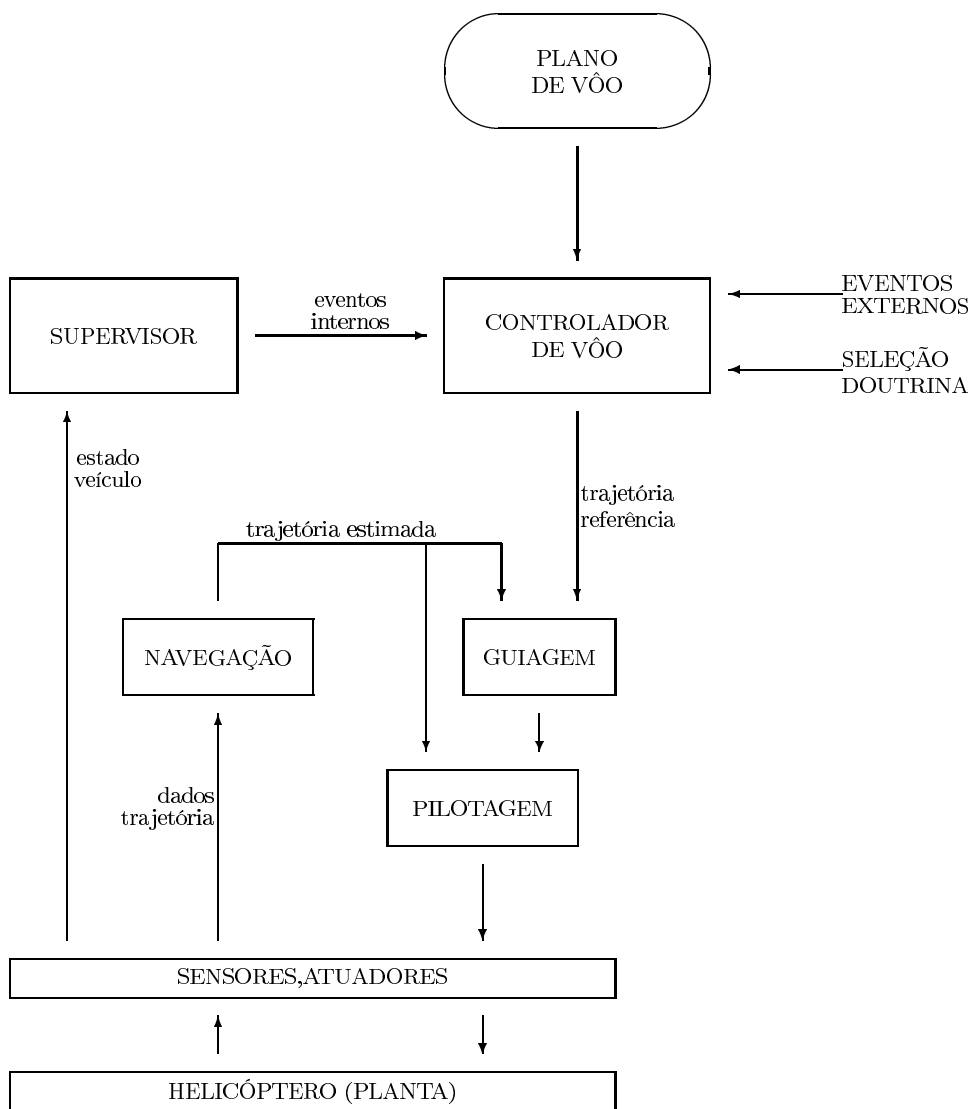 PLANO
DE VÔO
EVENTOS
EXTERNOS
eventos
internos
SUPERVISOR
CONTROLADOR
DE VÔO
SELEÇÃO
DOUTRINA
estado
veículo
trajetória
referência
trajetória estimada
NAVEGAÇÃO
GUIAGEM
dados
trajetória
PILOTAGEM
SENSORES,ATUADORES
HELICÓPTERO (PLANTA)